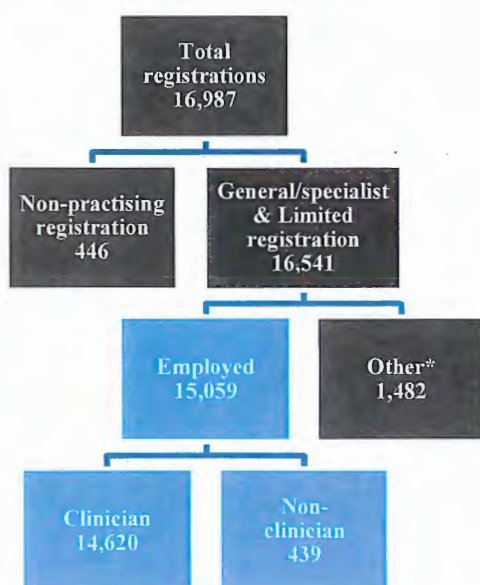 Total
registrations
16,987
Non-practising
registration
446
General/specialist
& Limited
registration
16,541
Employed
15,059
Other*
1,482
Clinician
14,620
Non-
clinician
439